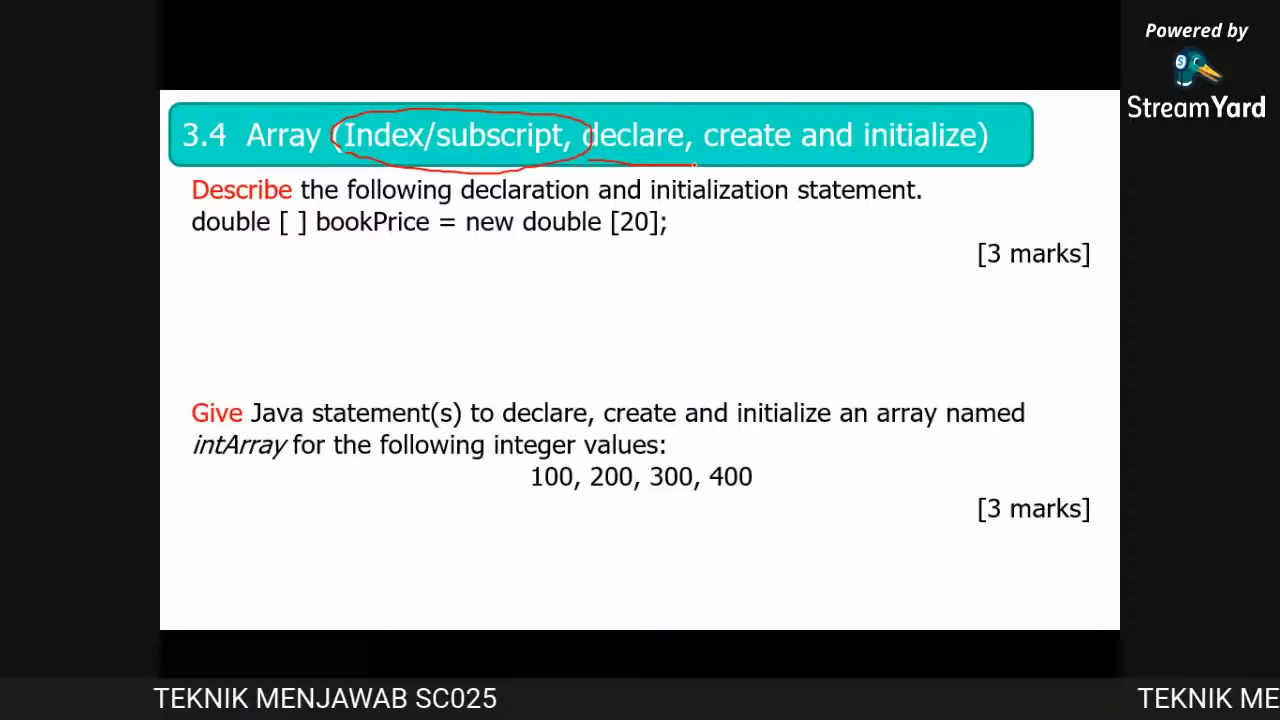 Powered by
StreamYard
3.4 Array (Index/subscript, declare, create and initialize)
Describe the following declaration and initialization statement.
double [ ] bookPrice = new double [20];
[3 marks]
Give Java statement(s) to declare, create and initialize an array named
intArray for the following integer values:
100, 200, 300, 400
[3 marks]
TEKNIK MENJAWAB SC025
TEKNIK ME